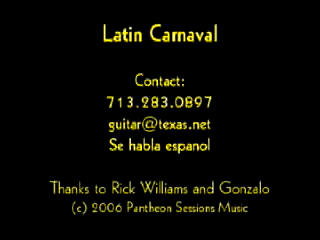 Latin Carnaval
Contact:
713.283.0897
guitar@texas.net
Se habla espanol
Thanks to Rick Williams and Gonzalo
(c) 2006 Pantheon Sessions Music